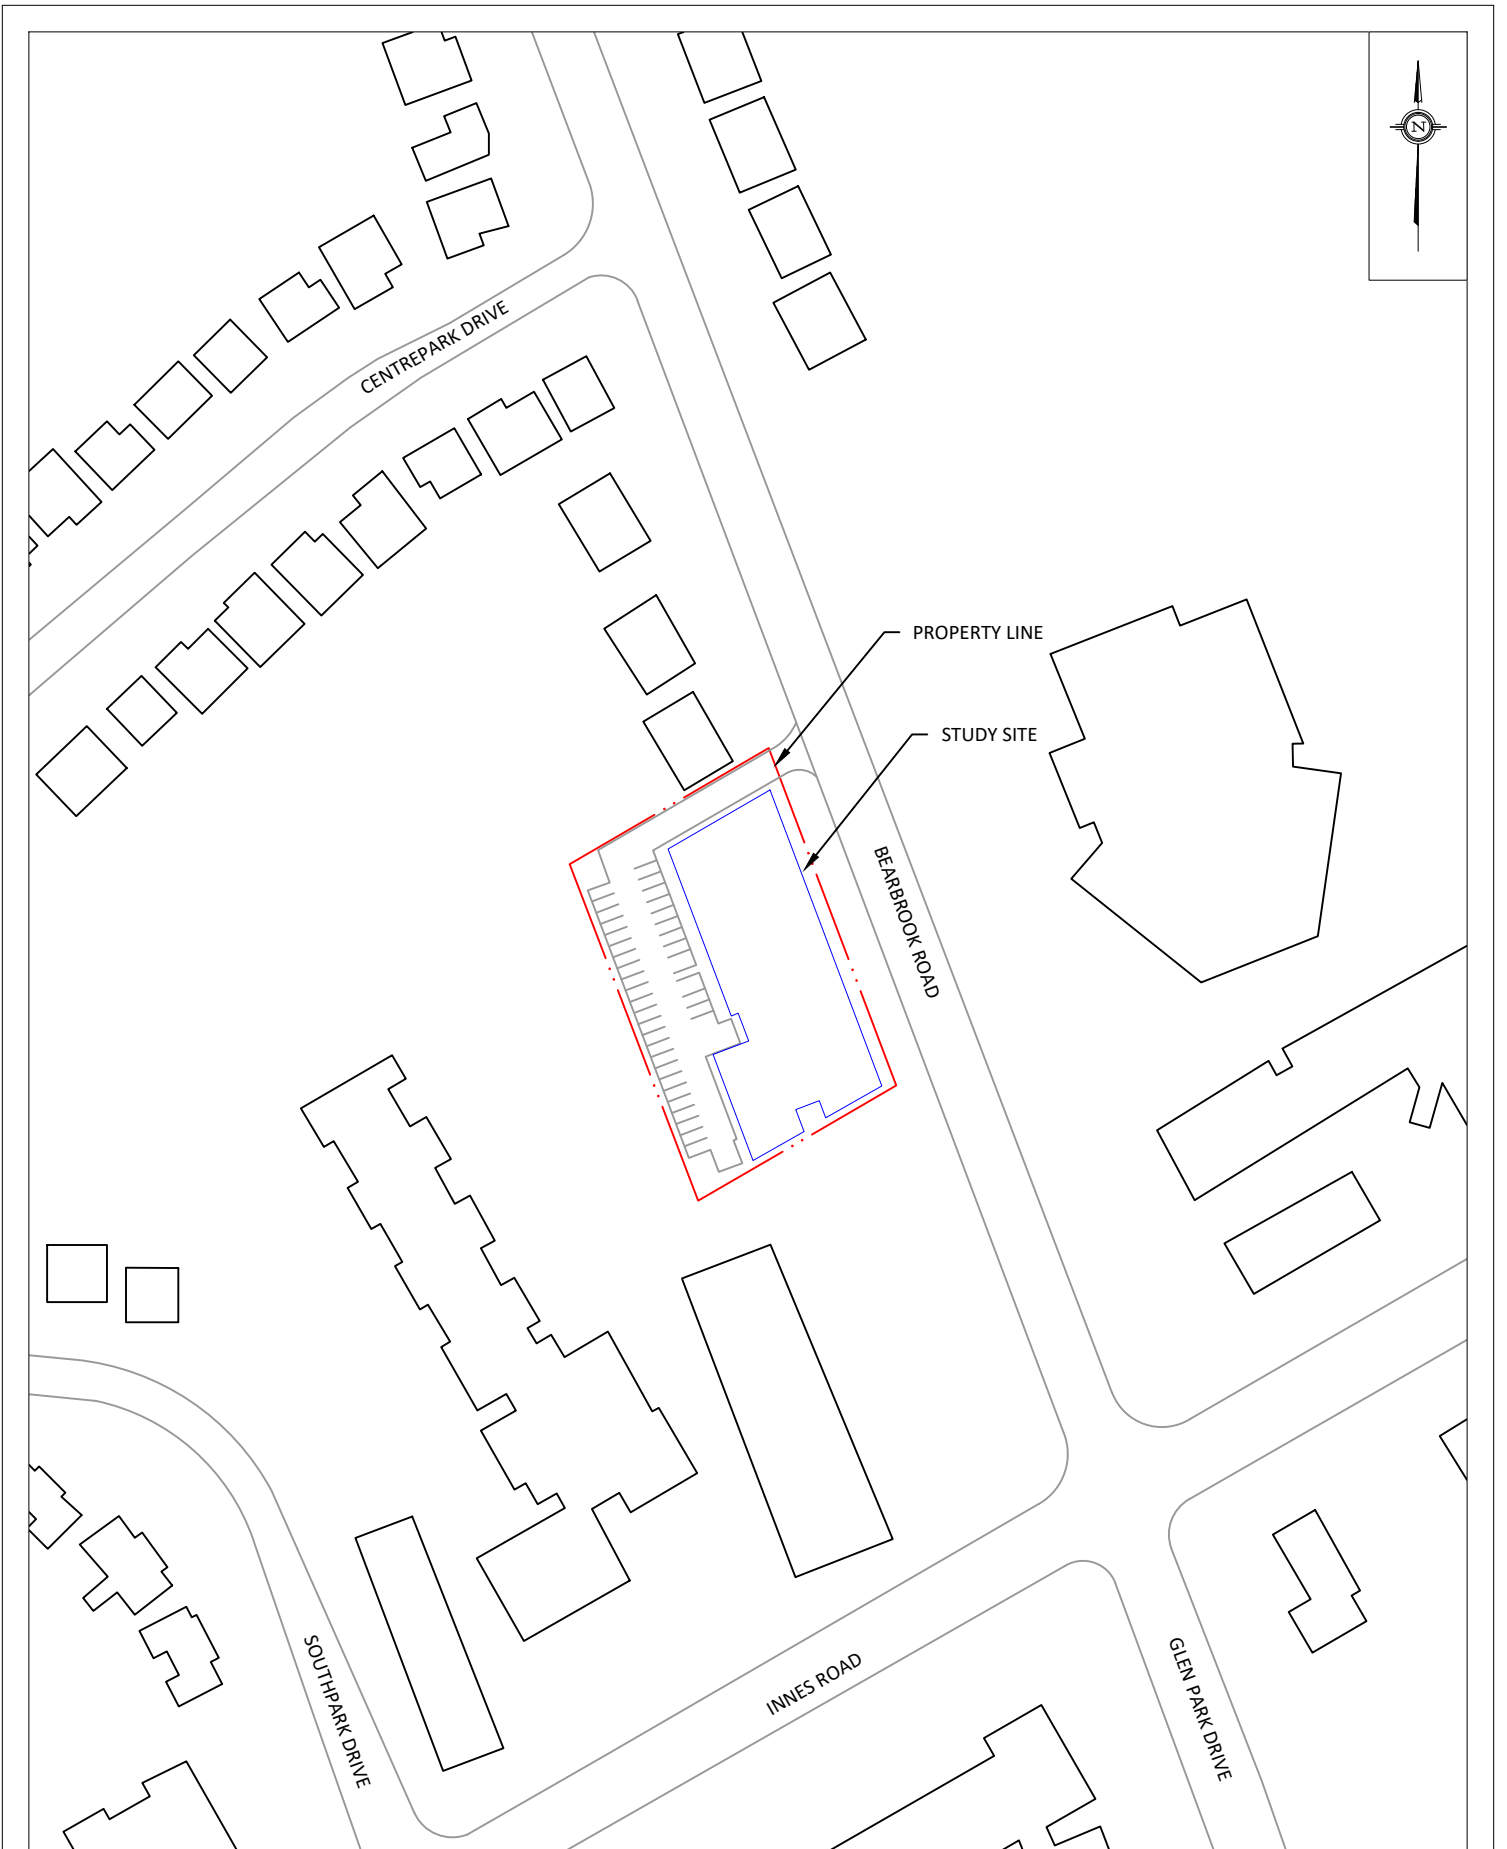 N
CENTREPARK DRIVE
PROPERTY LINE
STUDY SITE
BEARBROOK ROAD
SOUTHPARK DRIVE
INNES ROAD
GLEN PARK DRIVE